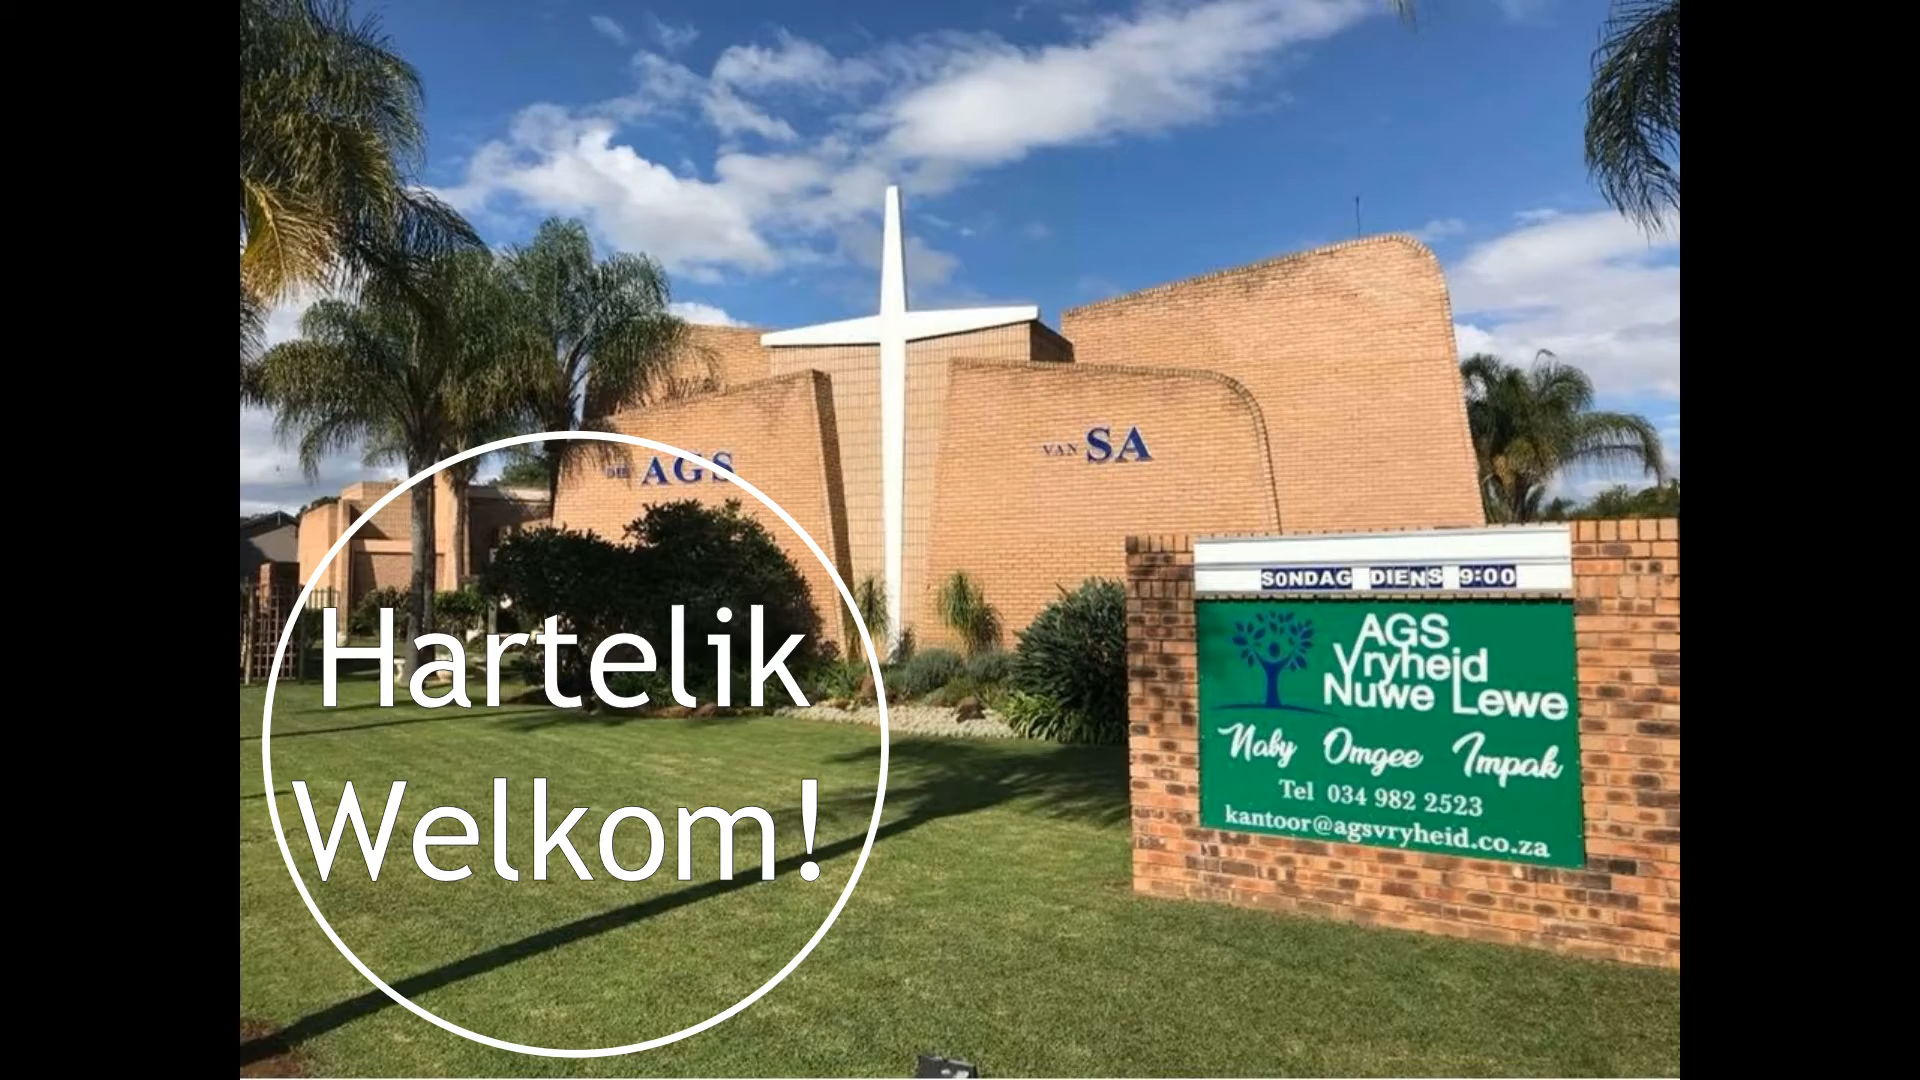 DIE AGS
VAN SA
SONDAG DIENS 9:00
AGS
Vryheid
Nuwe Lewe
Naby Omgee Impak
Tel 034 982 2523
kantoor@agsvryheid.co.za
Hartelik
Welkom!